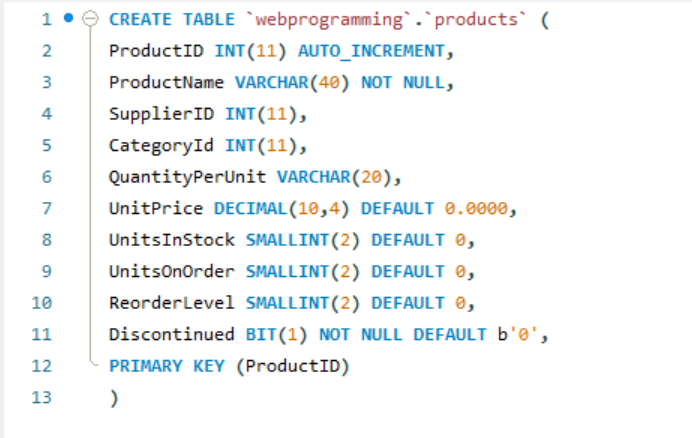 1 CREATE TABLE `webprogramming`.`products` (
2 ProductID INT(11) AUTO_INCREMENT,
3 ProductName VARCHAR(40) NOT NULL,
4 SupplierID INT(11),
5 CategoryId INT(11),
6 QuantityPerUnit VARCHAR(20),
7 UnitPrice DECIMAL(10,4) DEFAULT 0.0000,
8 UnitsInStock SMALLINT(2) DEFAULT 0,
9 UnitsOnOrder SMALLINT(2) DEFAULT 0,
10 ReorderLevel SMALLINT(2) DEFAULT 0,
11 Discontinued BIT(1) NOT NULL DEFAULT b'0',
12 PRIMARY KEY (ProductID)
13 )